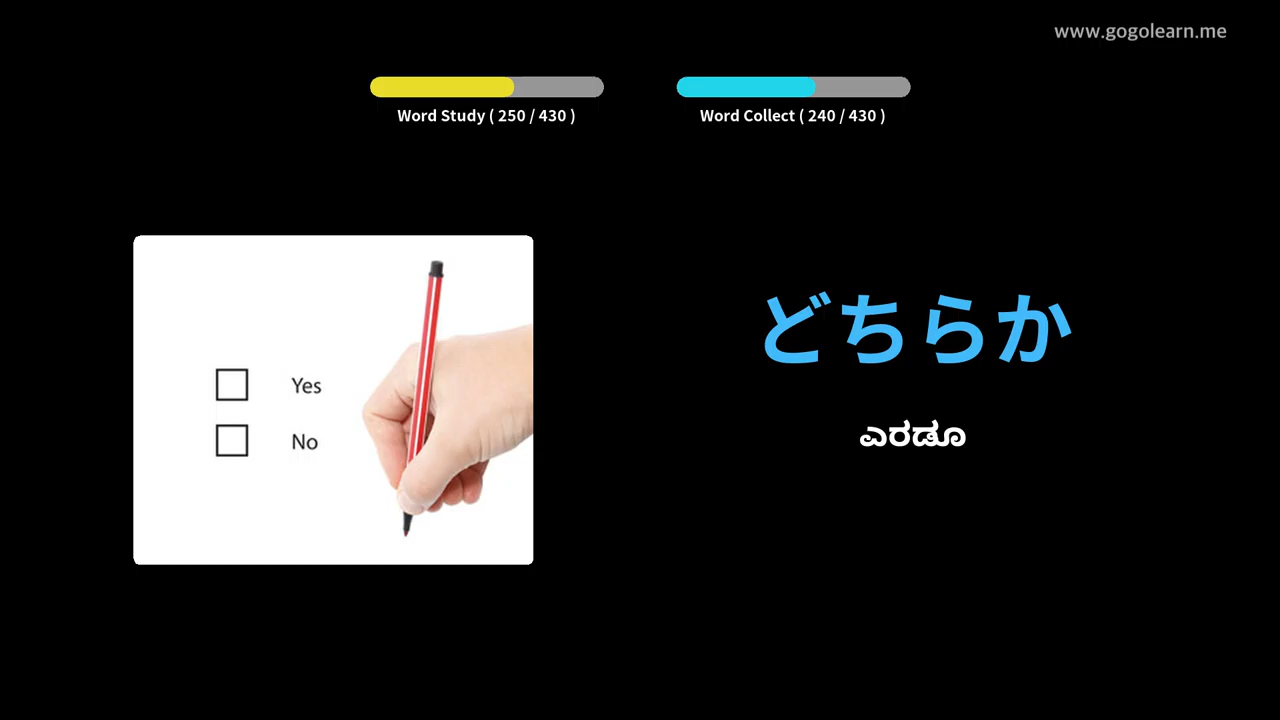 www.gogolearn.me
Word Study ( 250 / 430 )
Word Collect ( 240 / 430 )
Yes
No
どちらか
ಎರಡೂ